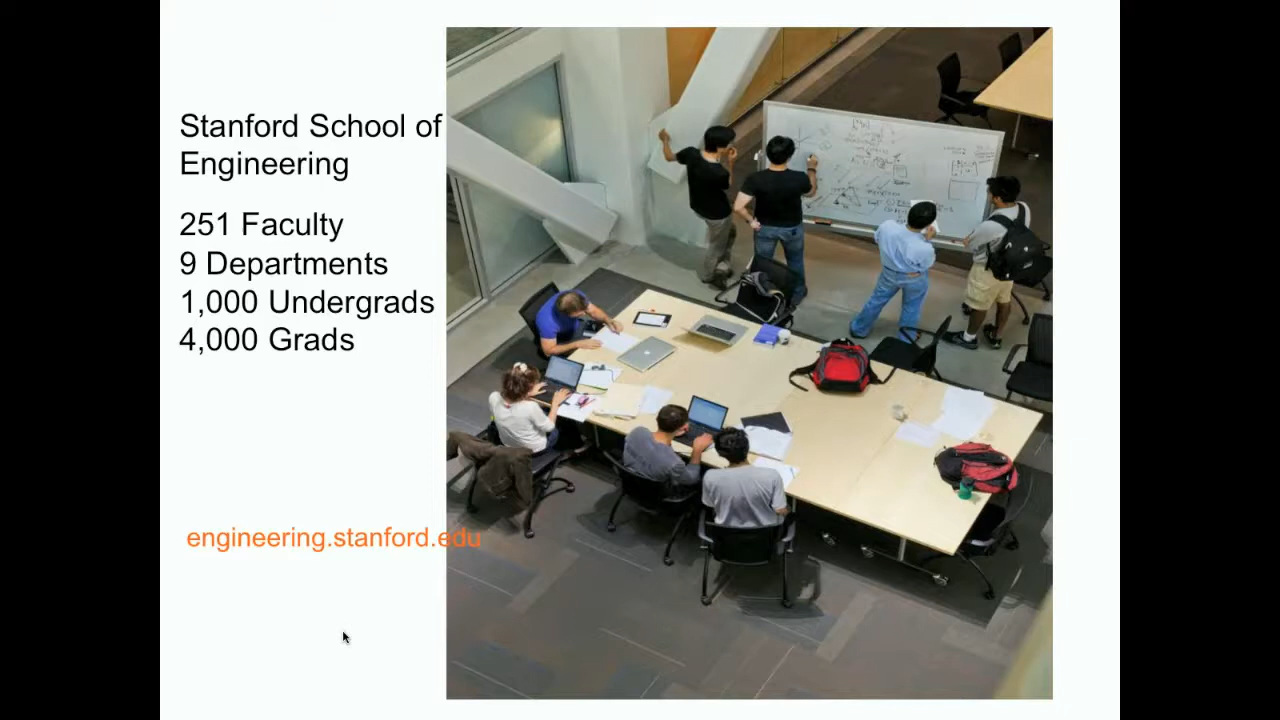 Stanford School of
Engineering
251 Faculty
9 Departments
1,000 Undergrads
4,000 Grads
engineering.stanford.edu